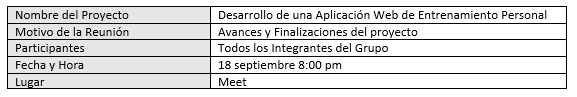 Nombre del Proyecto Desarrollo de una Aplicación Web de Entrenamiento Personal
Motivo de la Reunión Avances y Finalizaciones del proyecto
Participantes Todos los Integrantes del Grupo
Fecha y Hora 18 septiembre 8:00 pm
Lugar Meet